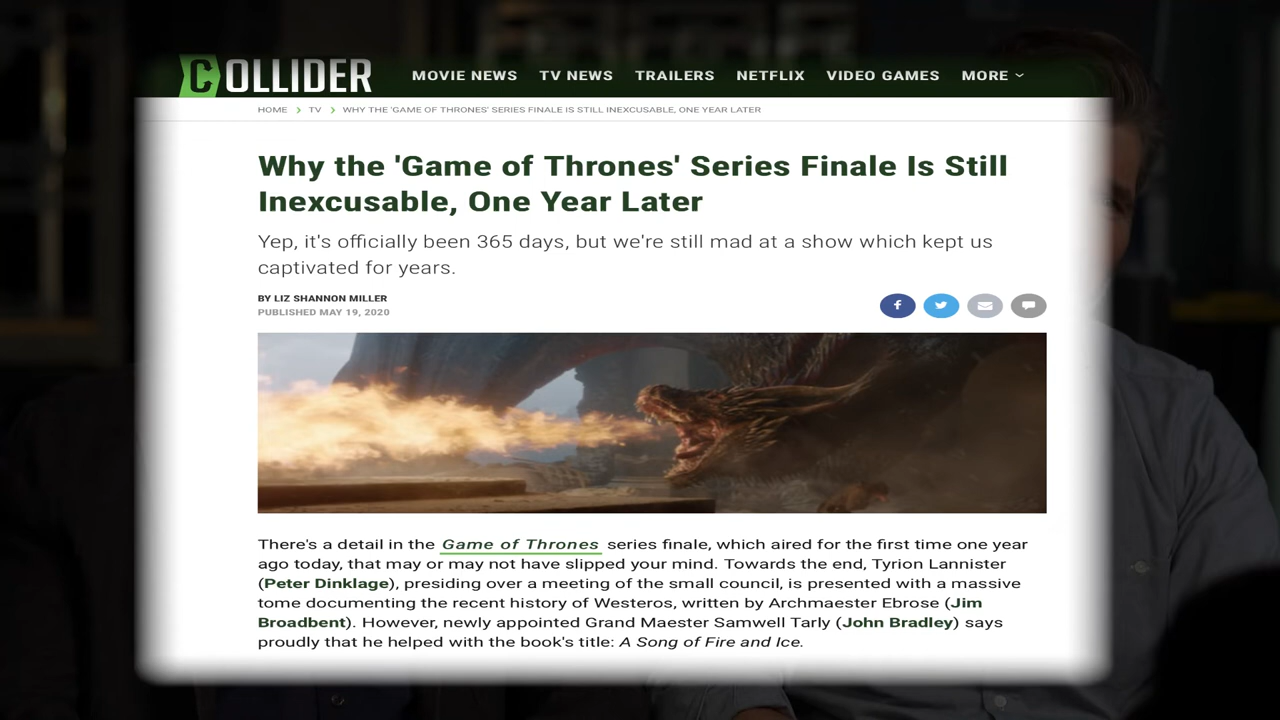 COLLIDER MOVIE NEWS TV NEWS TRAILERS NETFLIX VIDEO GAMES MORE
HOME > TV > WHY THE 'GAME OF THRONES' SERIES FINALE IS STILL INEXCUSABLE, ONE YEAR LATER
Why the 'Game of Thrones' Series Finale Is Still
Inexcusable, One Year Later
Yep, it's officially been 365 days, but we're still mad at a show which kept us
captivated for years.
BY LIZ SHANNON MILLER
PUBLISHED MAY 19, 2020
There's a detail in the Game of Thrones series finale, which aired for the first time one year
ago today, that may or may not have slipped your mind. Towards the end, Tyrion Lannister
(Peter Dinklage), presiding over a meeting of the small council, is presented with a massive
tome documenting the recent history of Westeros, written by Archmaester Ebrose (Jim
Broadbent). However, newly appointed Grand Maester Samwell Tarly (John Bradley) says
proudly that he helped with the book's title: A Song of Fire and Ice.